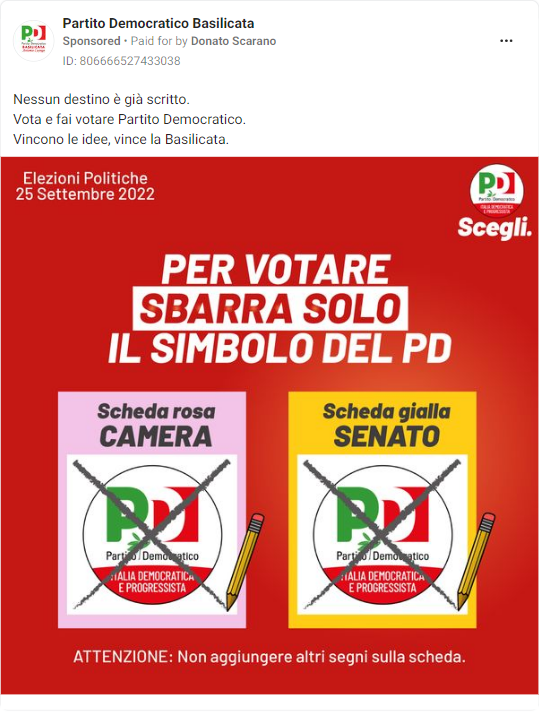 Partito Democratico Basilicata
Sponsored • Paid for by Donato Scarano
ID: 806666527433038
Nessun destino è già scritto.
Vota e fai votare Partito Democratico.
Vincono le idee, vince la Basilicata.
Elezioni Politiche
25 Settembre 2022
PD
Partito Democratico
ITALIA DEMOCRATICA
E PROGRESSISTA
Scegli.
PER VOTARE
SBARRA SOLO
IL SIMBOLO DEL PD
Scheda rosa
CAMERA
PD
Partito Democratico
ITALIA DEMOCRATICA
E PROGRESSISTA
Scheda gialla
SENATO
PD
Partito Democratico
ITALIA DEMOCRATICA
E PROGRESSISTA
ATTENZIONE: Non aggiungere altri segni sulla scheda.